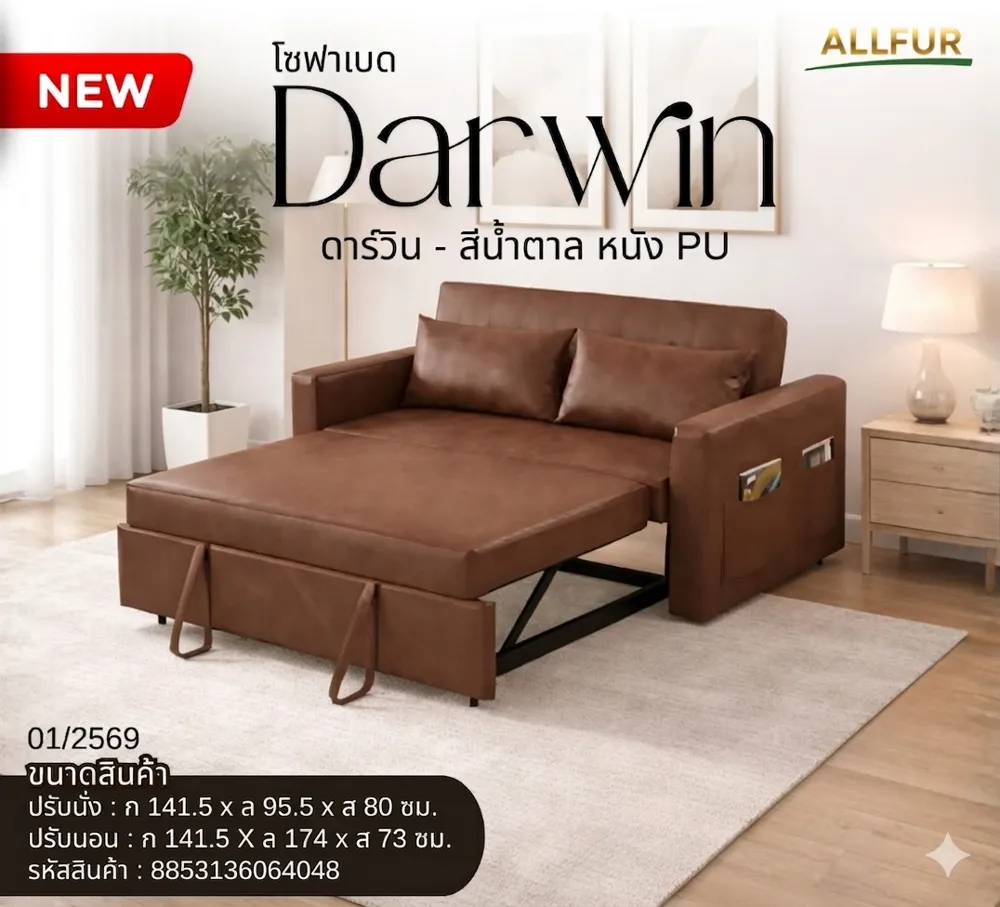 ALLFUR
NEW
โซฟาเบด
Darwin
ดาร์วิน - สีน้ำตาล หนัง PU
01/2569
ขนาดสินค้า
ปรับนั่ง : ก 141.5 x ล 95.5 x ส 80 ซม.
ปรับนอน : ก 141.5 X ล 174 x ส 73 ซม.
รหัสสินค้า : 8853136064048